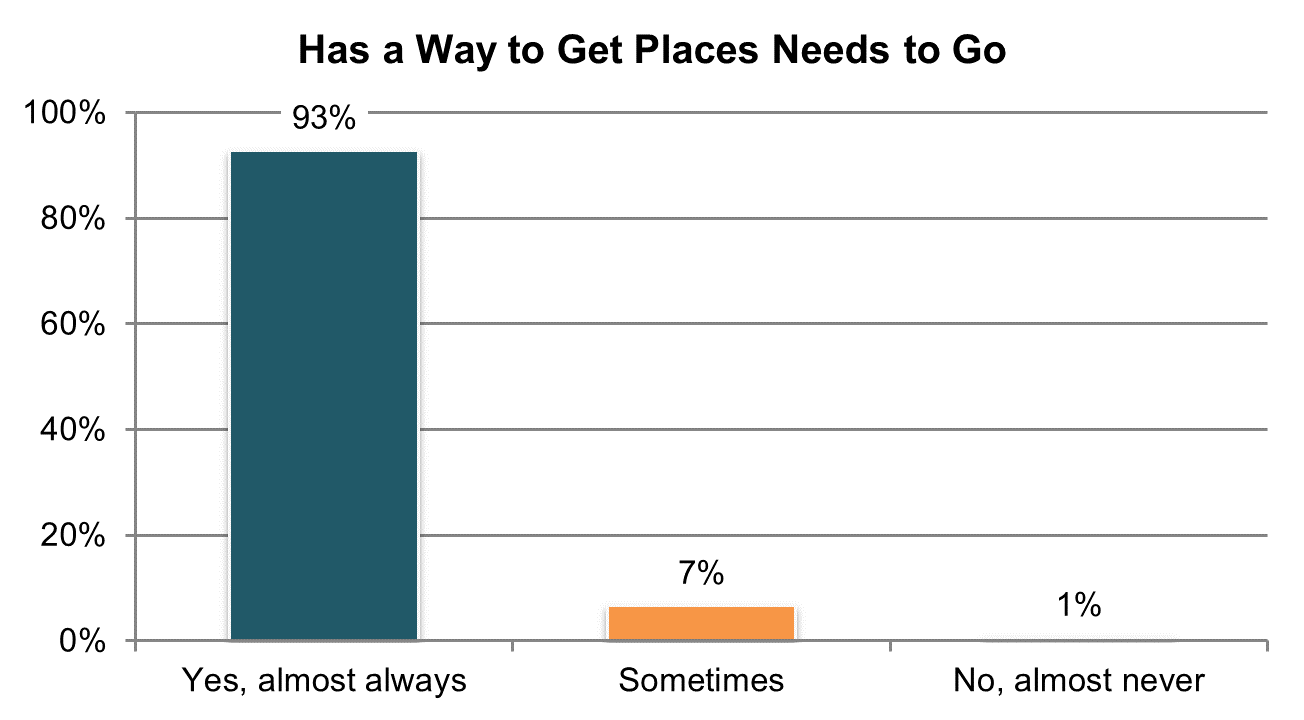 Has a Way to Get Places Needs to Go
100%
93%
80%
60%
40%
20%
7%
1%
0%
Yes, almost always
Sometimes
No, almost never